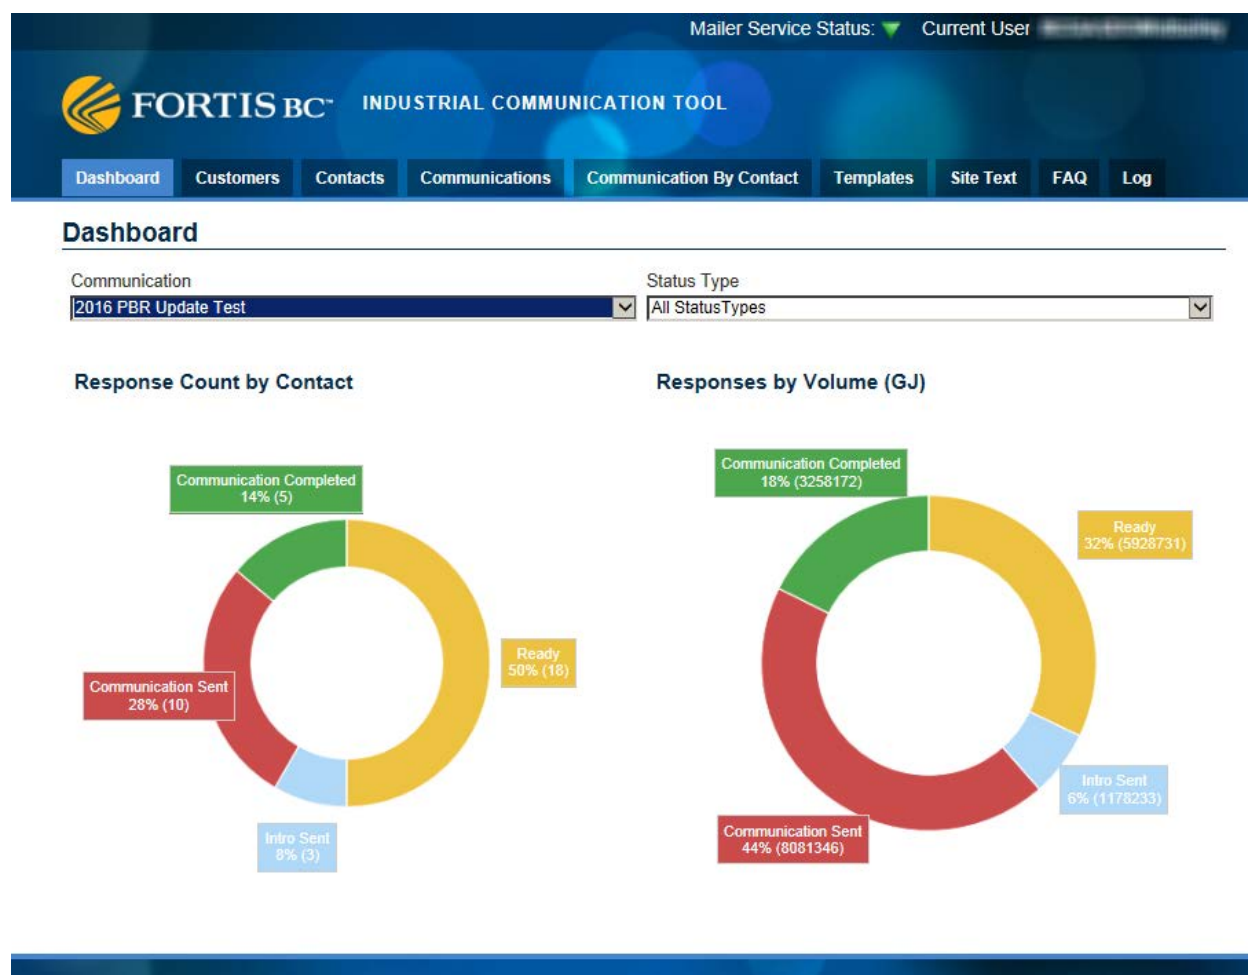 Mailer Service Status: Current User
FORTIS BC™ INDUSTRIAL COMMUNICATION TOOL
Dashboard Customers Contacts Communications Communication By Contact Templates Site Text FAQ Log
Dashboard
Communication Status Type
2016 PBR Update Test All StatusTypes
Response Count by Contact Responses by Volume (GJ)
Communication Completed
14% (5)
Ready
50% (18)
Communication Sent
28% (10)
Intro Sent
8% (3)
Communication Completed
18% (3258172)
Ready
32% (5928731)
Intro Sent
6% (1178233)
Communication Sent
44% (8081346)